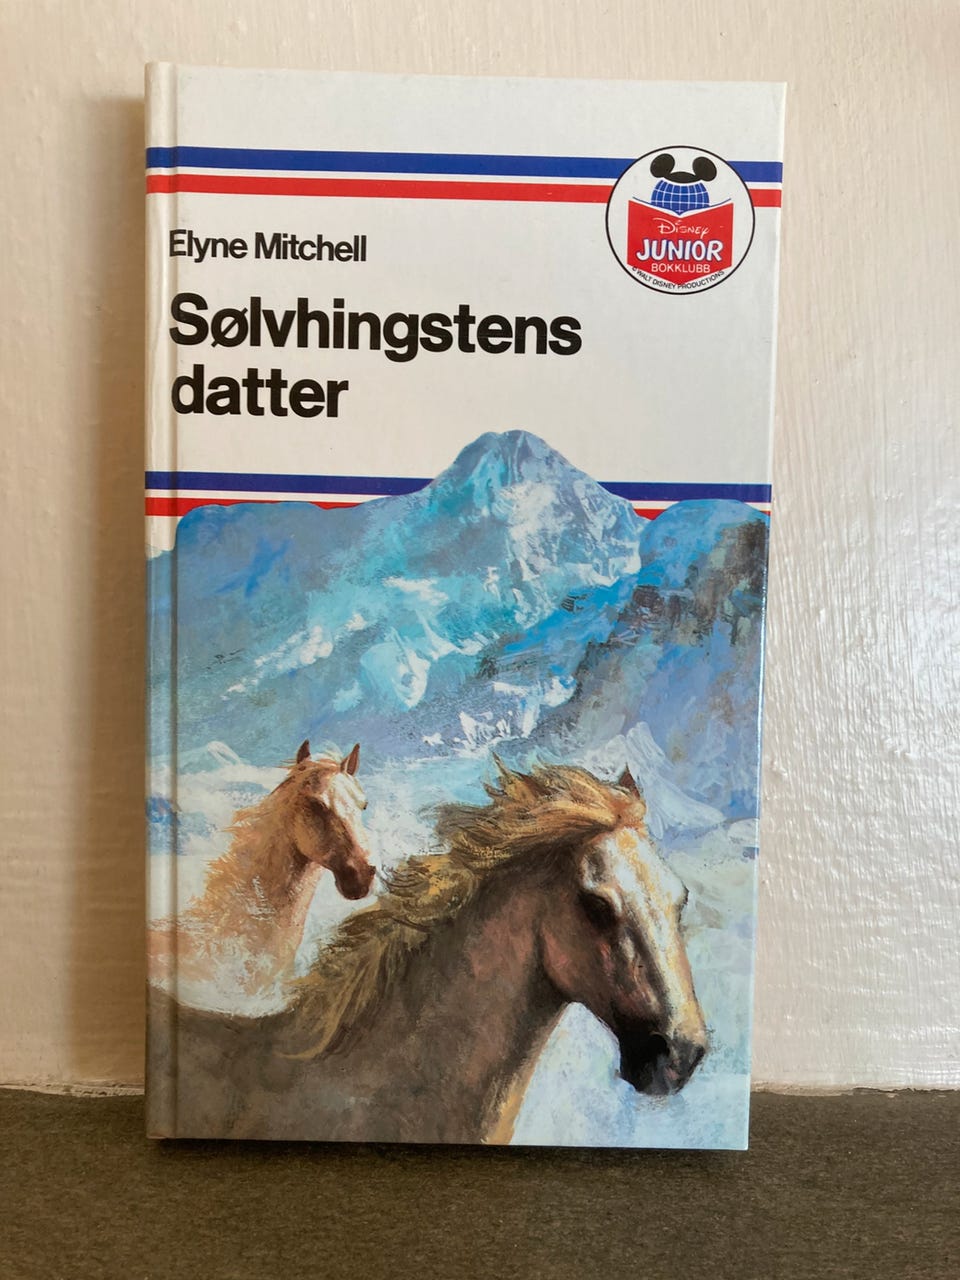 Elyne Mitchell
Sølvhingstens
datter
Disney
JUNIOR
BOKKLUBB
© WALT DISNEY PRODUCTIONS